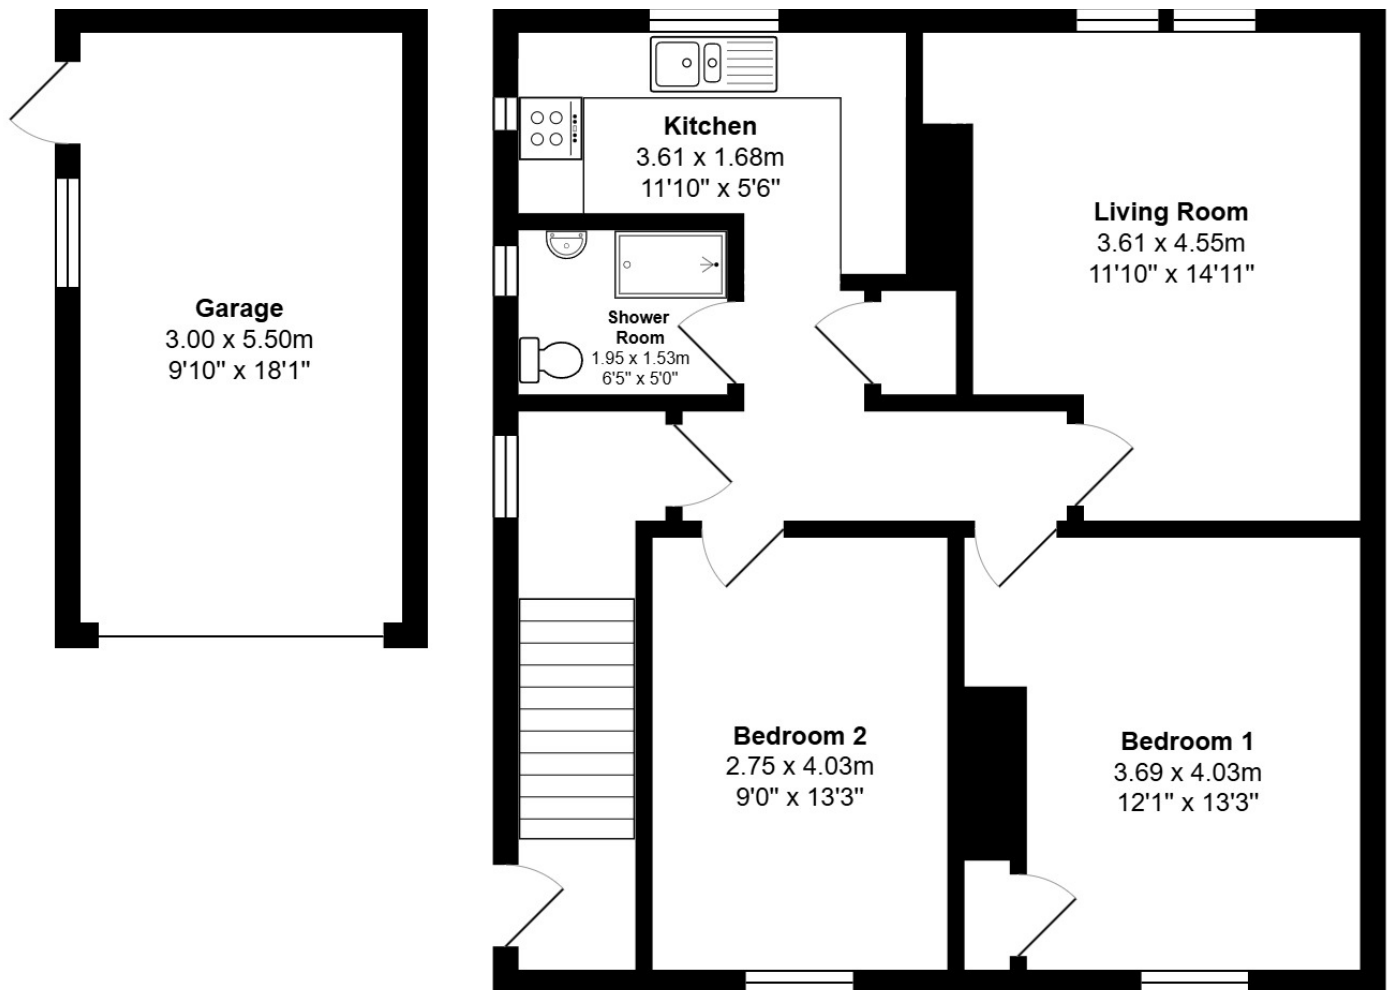 Kitchen
3.61 x 1.68m
11'10" x 5'6"
Living Room
3.61 x 4.55m
11'10" x 14'11"
Garage
3.00 x 5.50m
9'10" x 18'1"
Shower
Room
1.95 x 1.53m
6'5" x 5'0"
Bedroom 2
2.75 x 4.03m
9'0" x 13'3"
Bedroom 1
3.69 x 4.03m
12'1" x 13'3"